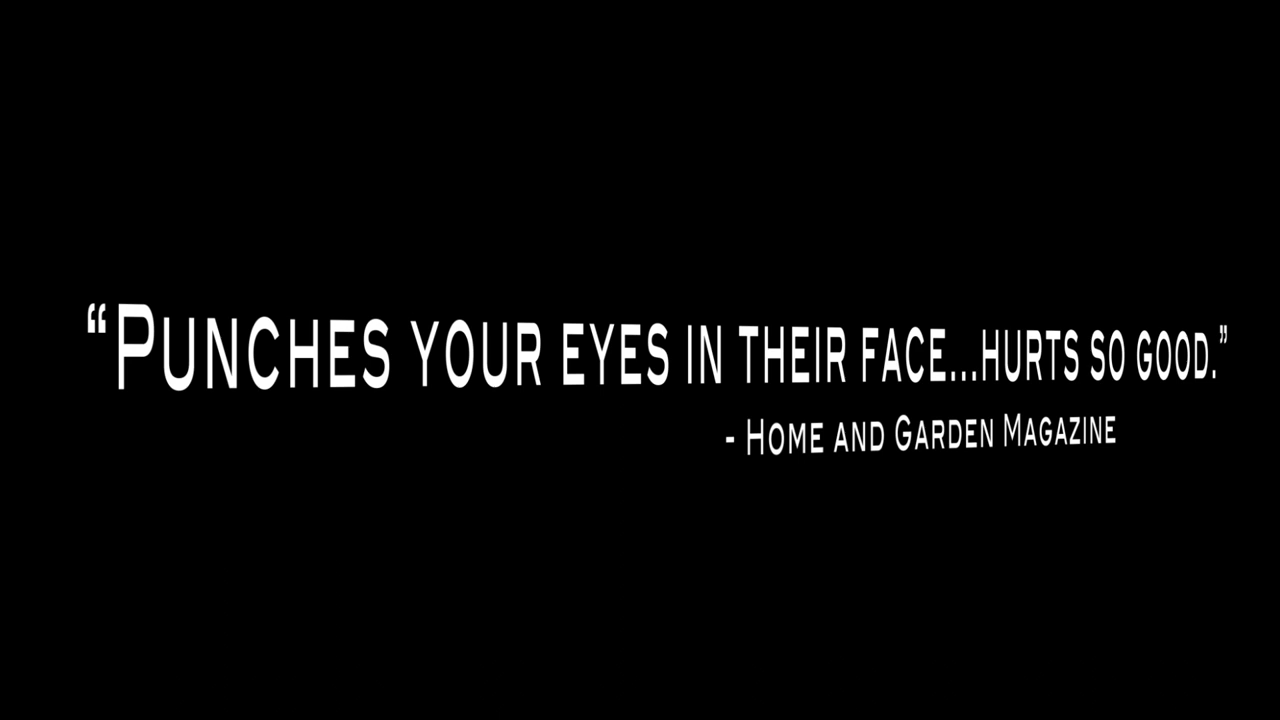 “Punches your eyes in their face...hurts so good.”
- Home and Garden Magazine